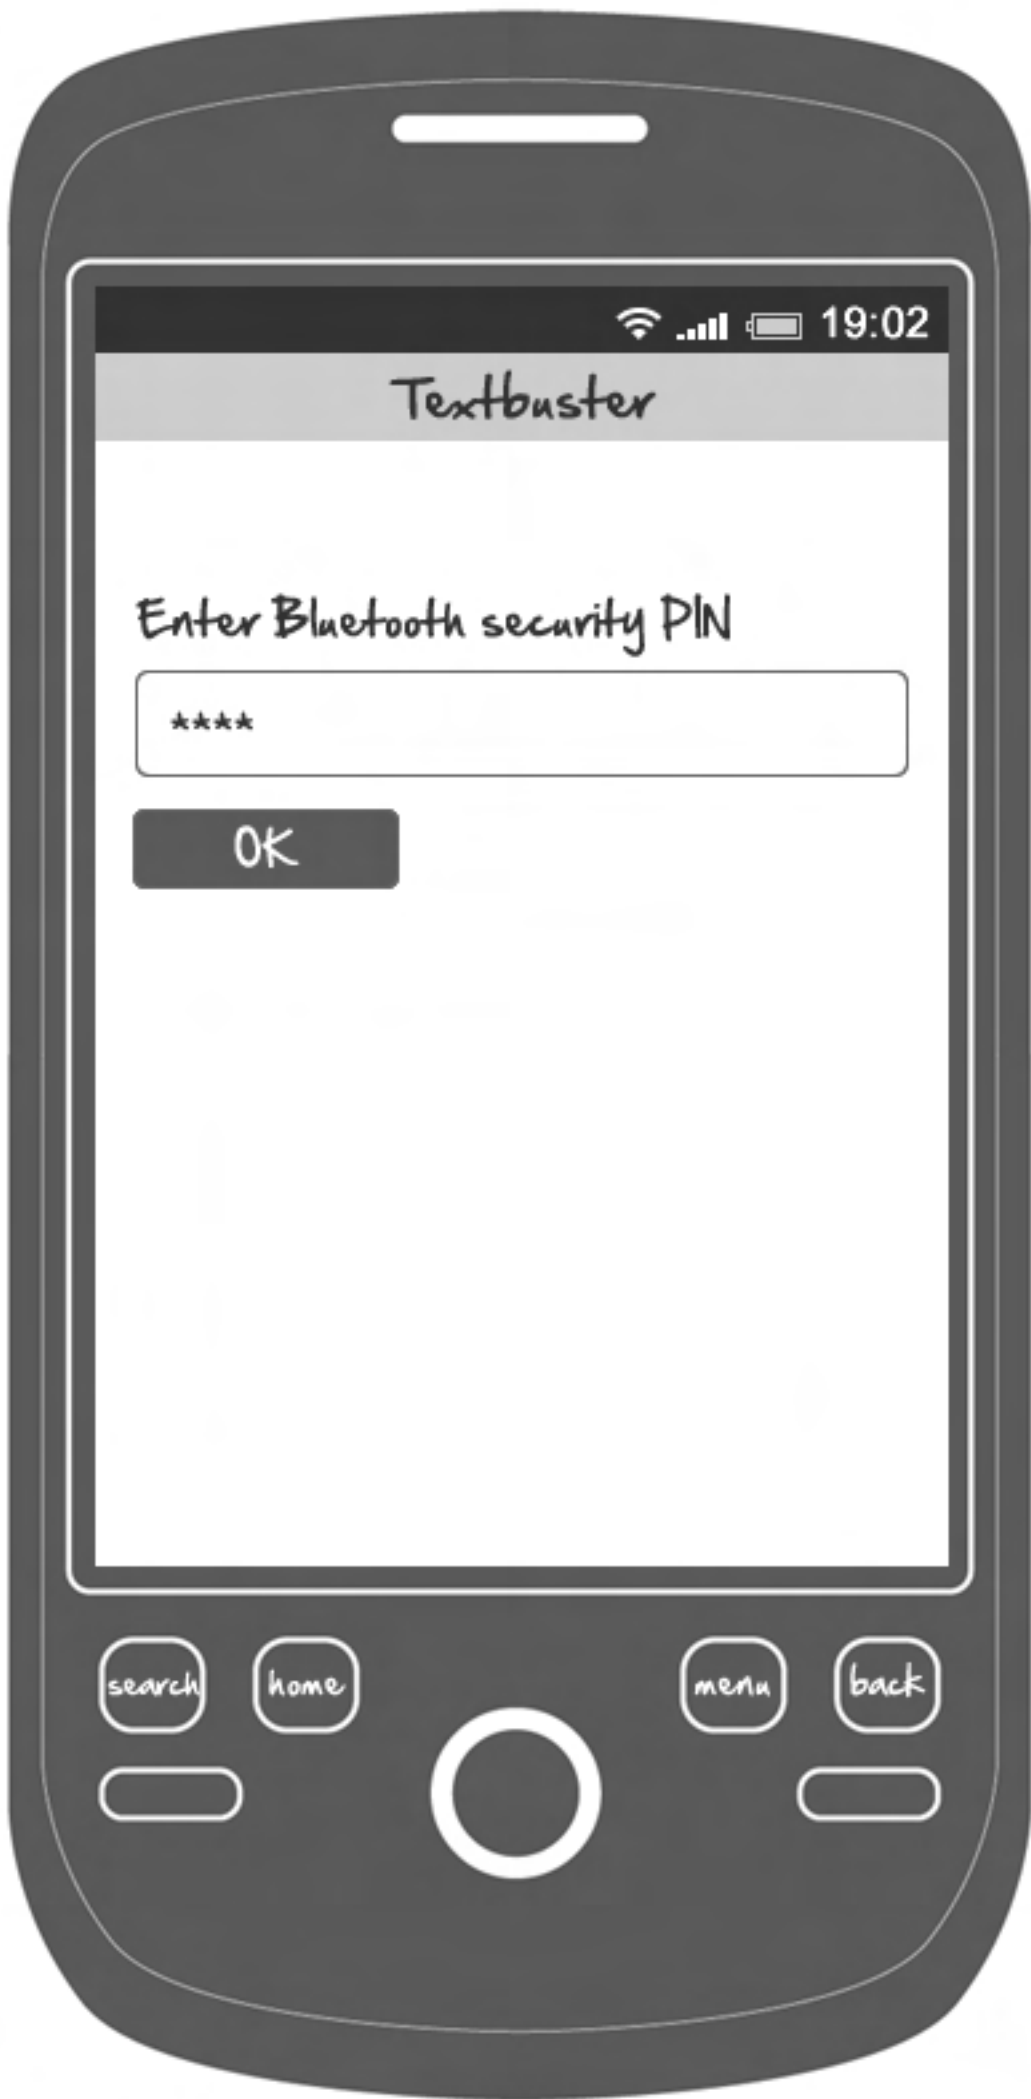 19:02
Textbuster
Enter Bluetooth security PIN
****
OK
search home menu back